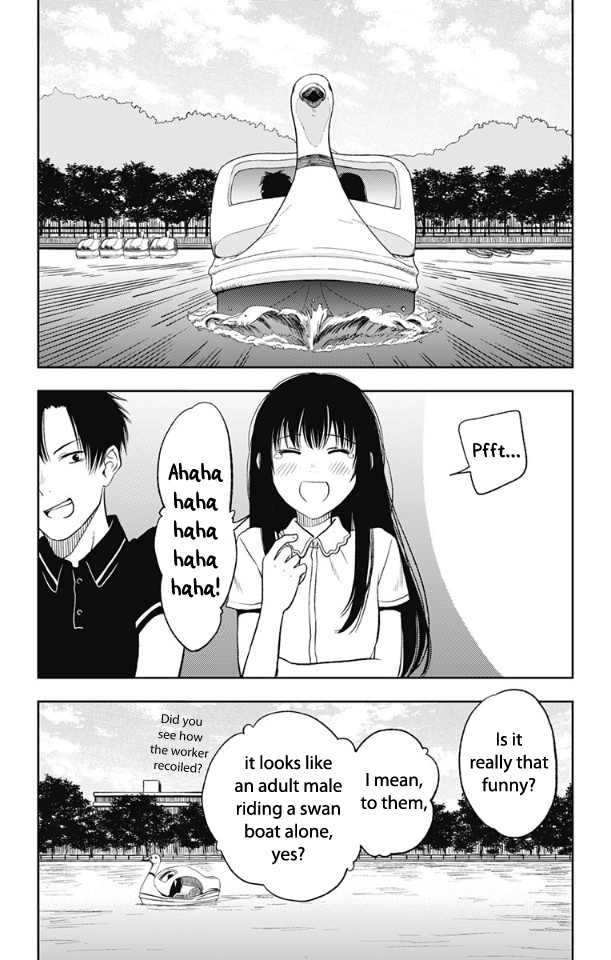 Pfft...
Ahaha
haha
haha
haha
haha!
Is it
really that
funny?
I mean,
to them,
it looks like
an adult male
riding a swan
boat alone,
yes?
Did you
see how
the worker
recoiled?